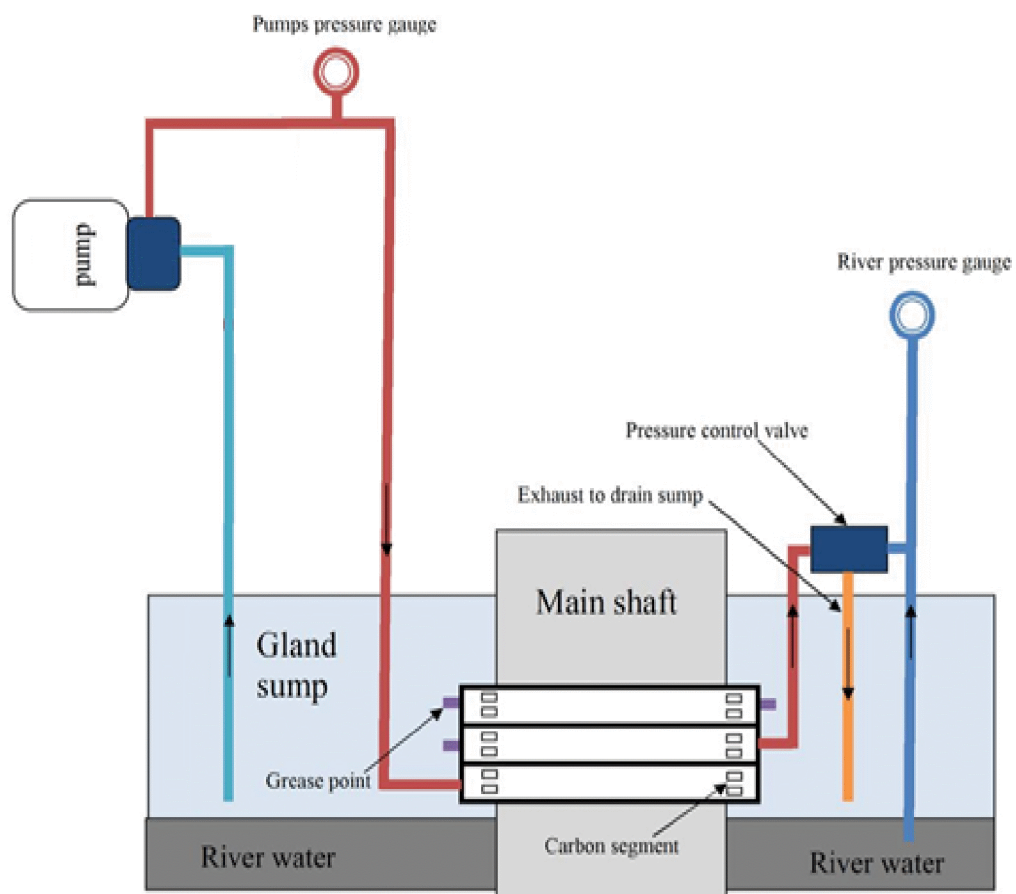 Pumps pressure gauge
pump
River pressure gauge
Pressure control valve
Exhaust to drain sump
Main shaft
Gland
sump
Grease point
Carbon segment
River water
River water